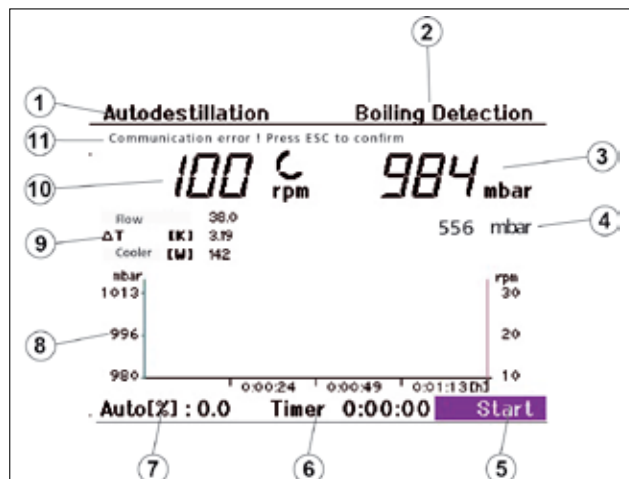 2
1 Autodestillation Boiling Detection
11 Communication error ! Press ESC to confirm
10 100 rpm 984 mbar 3
Flow 38.0 556 mbar 4
9 ΔT [K] 3.19
Cooler [W] 142
mbar rpm
1013 30
8 996 20
980 10
0:00:24 0:00:49 0:01:13[h]
Auto[%] : 0.0 Timer 0:00:00 Start
7 6 5